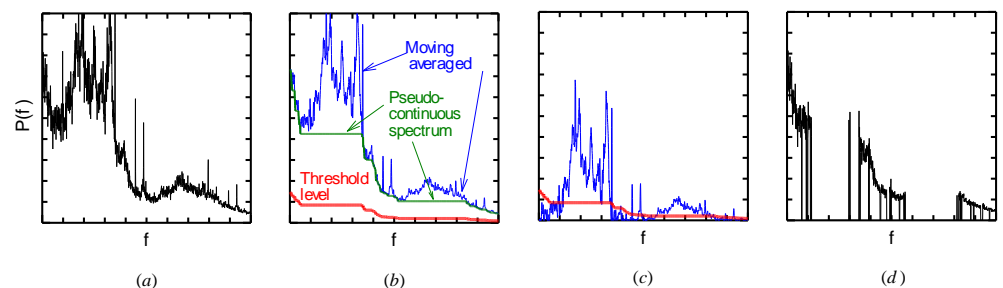 P(f)
f
(a)
Moving
averaged
Pseudo-
continuous
spectrum
Threshold
level
f
(b)
f
(c)
f
(d)